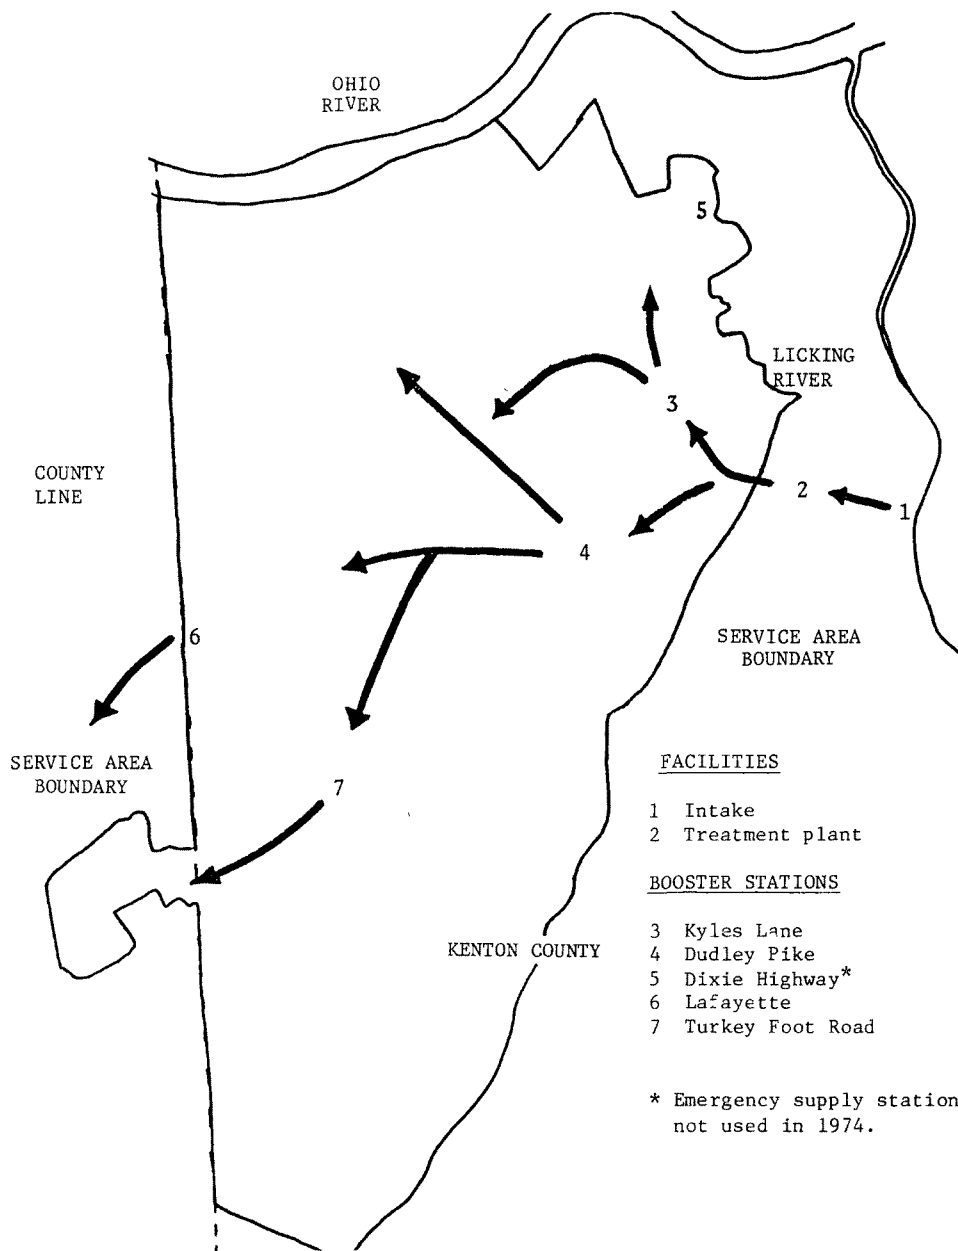 OHIO
RIVER
5
LICKING
RIVER
3
COUNTY
LINE
2
1
4
6
SERVICE AREA
BOUNDARY
SERVICE AREA
BOUNDARY
7
FACILITIES
1 Intake
2 Treatment plant
BOOSTER STATIONS
3 Kyles Lane
4 Dudley Pike
5 Dixie Highway*
6 Lafayette
7 Turkey Foot Road
KENTON COUNTY
* Emergency supply station
not used in 1974.